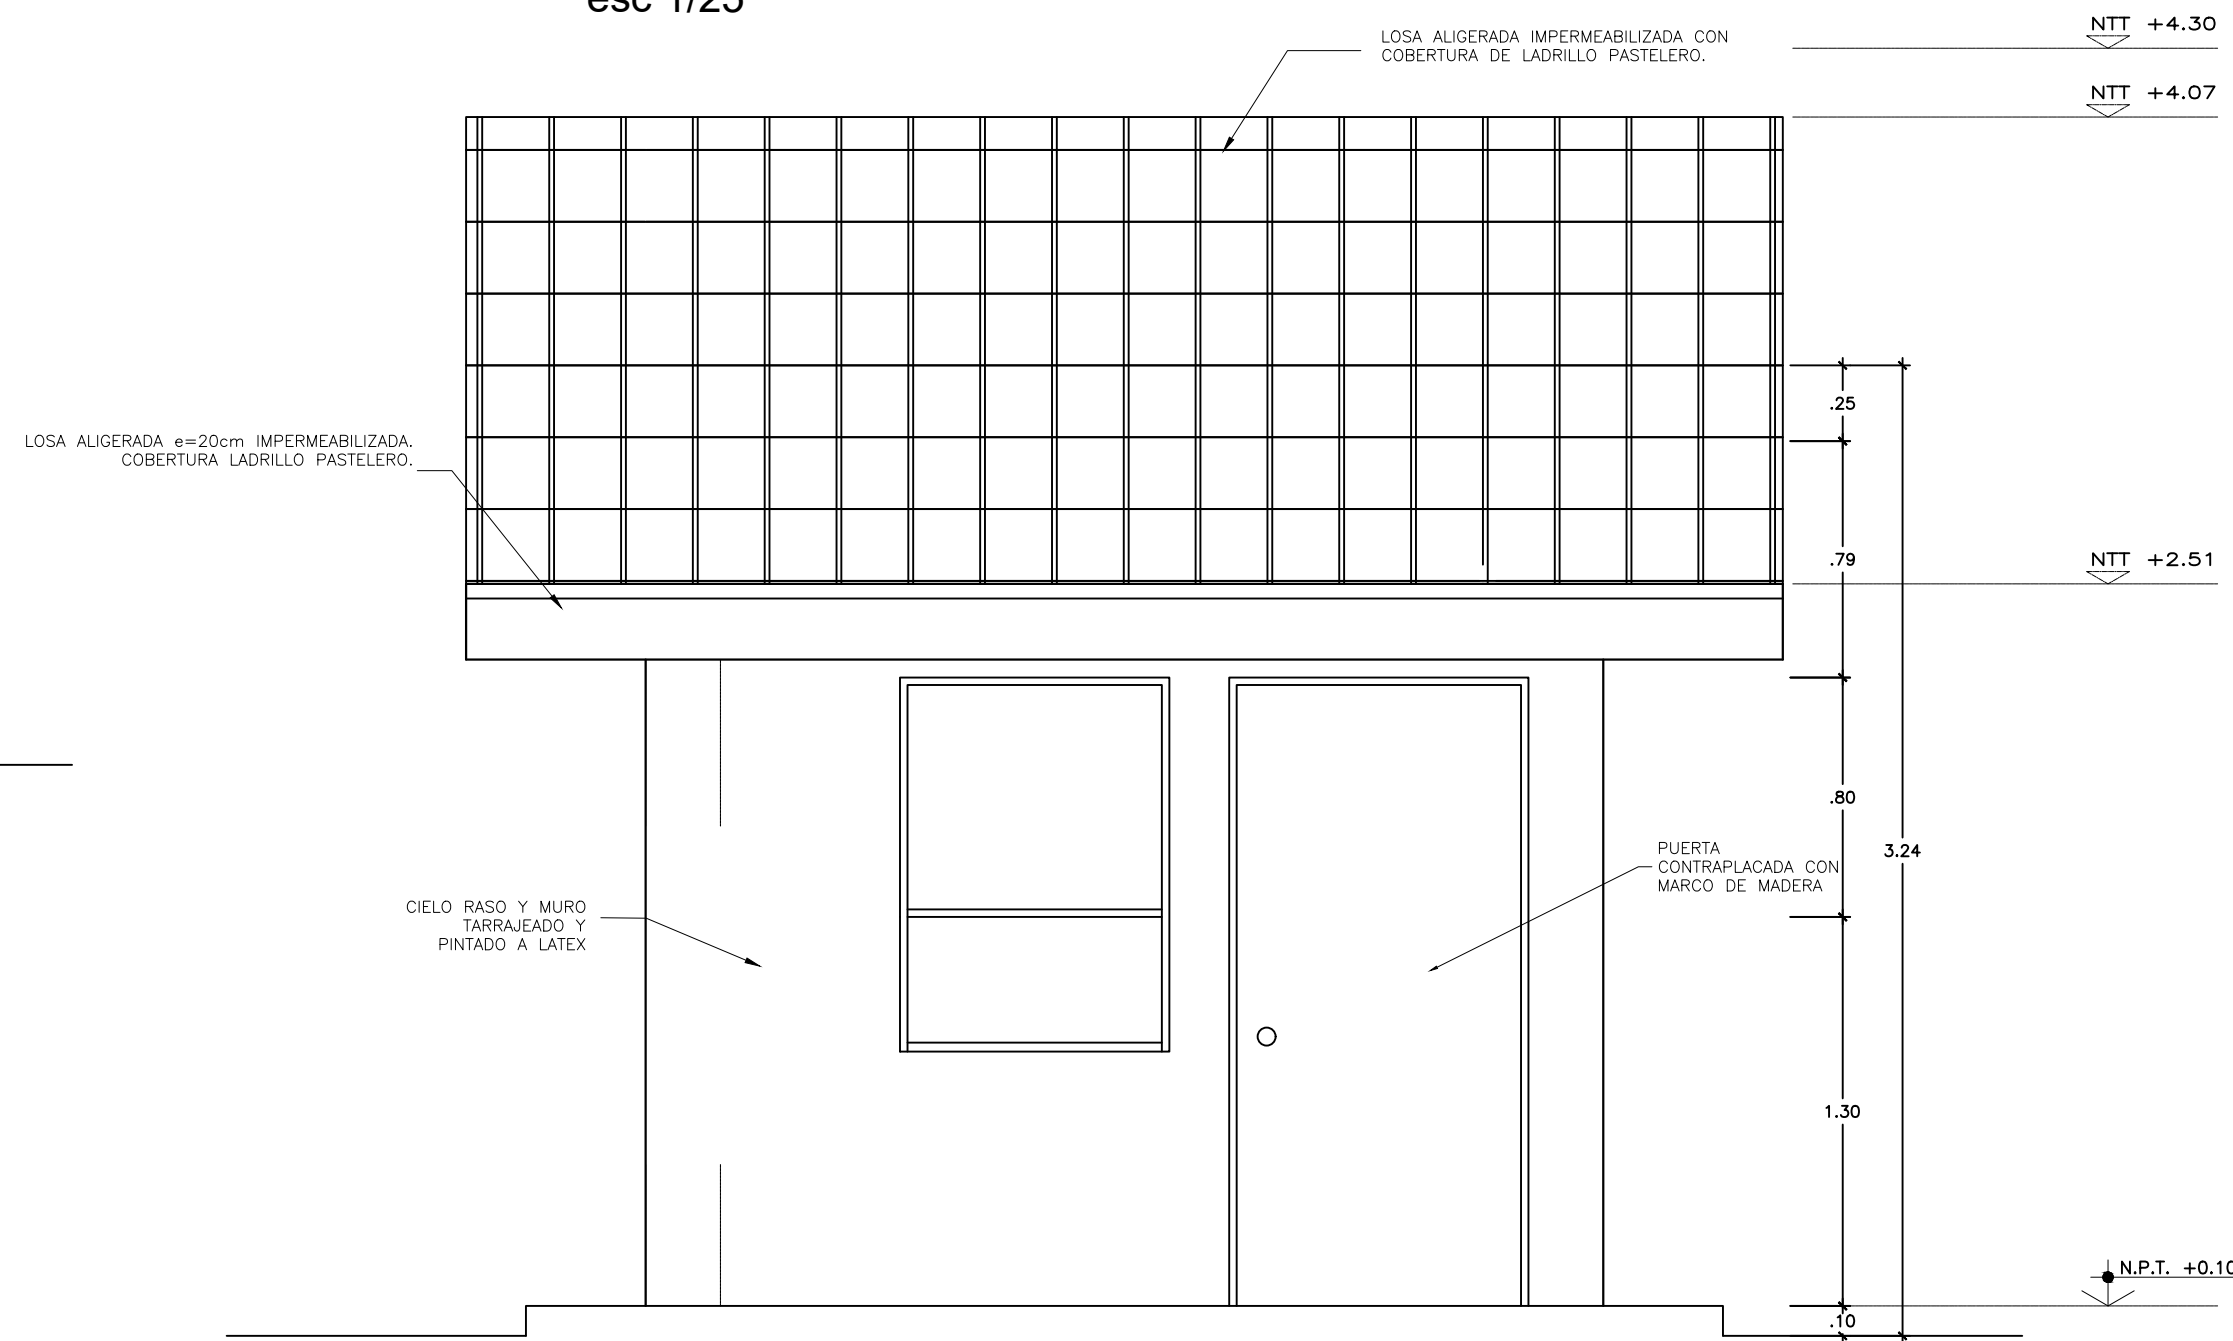 esc 1/25
LOSA ALIGERADA IMPERMEABILIZADA CON
COBERTURA DE LADRILLO PASTELERO.
NTT +4.30
NTT +4.07
.25
LOSA ALIGERADA e=20cm IMPERMEABILIZADA.
COBERTURA LADRILLO PASTELERO.
.79
NTT +2.51
.80
3.24
PUERTA
CONTRAPLACADA CON
MARCO DE MADERA
CIELO RASO Y MURO
TARRAJEADO Y
PINTADO A LATEX
1.30
N.P.T. +0.10
.10